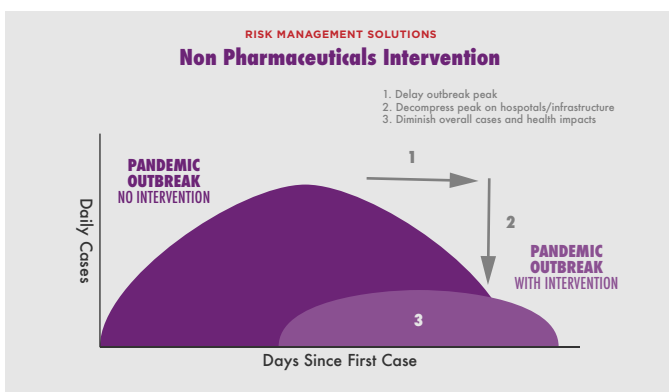 RISK MANAGEMENT SOLUTIONS
Non Pharmaceuticals Intervention
1. Delay outbreak peak
2. Decompress peak on hospotals/infrastructure
3. Diminish overall cases and health impacts
1
PANDEMIC
OUTBREAK
NO INTERVENTION
Daily Cases
2
PANDEMIC
OUTBREAK
WITH INTERVENTION
3
Days Since First Case